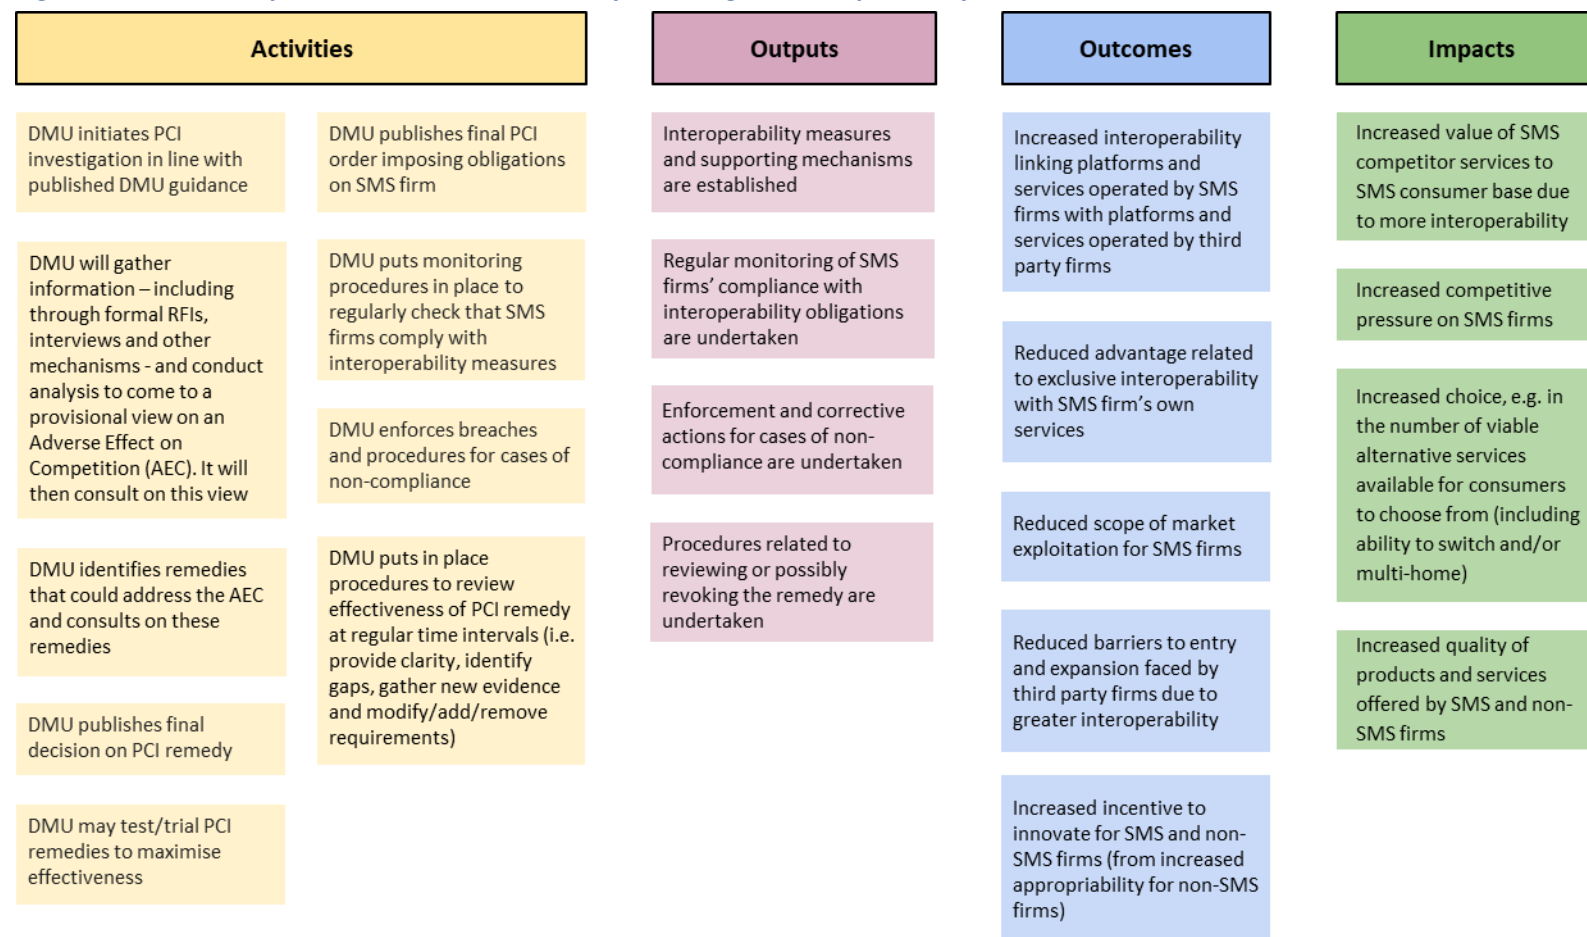 Activities
DMU initiates PCI
investigation in line with
published DMU guidance
DMU will gather
information – including
through formal RFIs,
interviews and other
mechanisms - and conduct
analysis to come to a
provisional view on an
Adverse Effect on
Competition (AEC). It will
then consult on this view
DMU identifies remedies
that could address the AEC
and consults on these
remedies
DMU publishes final
decision on PCI remedy
DMU may test/trial PCI
remedies to maximise
effectiveness
DMU publishes final PCI
order imposing obligations
on SMS firm
DMU puts monitoring
procedures in place to
regularly check that SMS
firms comply with
interoperability measures
DMU enforces breaches
and procedures for cases of
non-compliance
DMU puts in place
procedures to review
effectiveness of PCI remedy
at regular time intervals (i.e.
provide clarity, identify
gaps, gather new evidence
and modify/add/remove
requirements)
Outputs
Interoperability measures
and supporting mechanisms
are established
Regular monitoring of SMS
firms’ compliance with
interoperability obligations
are undertaken
Enforcement and corrective
actions for cases of non-
compliance are undertaken
Procedures related to
reviewing or possibly
revoking the remedy are
undertaken
Outcomes
Increased interoperability
linking platforms and
services operated by SMS
firms with platforms and
services operated by third
party firms
Reduced advantage related
to exclusive interoperability
with SMS firm’s own
services
Reduced scope of market
exploitation for SMS firms
Reduced barriers to entry
and expansion faced by
third party firms due to
greater interoperability
Increased incentive to
innovate for SMS and non-
SMS firms (from increased
appropriability for non-SMS
firms)
Impacts
Increased value of SMS
competitor services to
SMS consumer base due
to more interoperability
Increased competitive
pressure on SMS firms
Increased choice, e.g. in
the number of viable
alternative services
available for consumers
to choose from (including
ability to switch and/or
multi-home)
Increased quality of
products and services
offered by SMS and non-
SMS firms